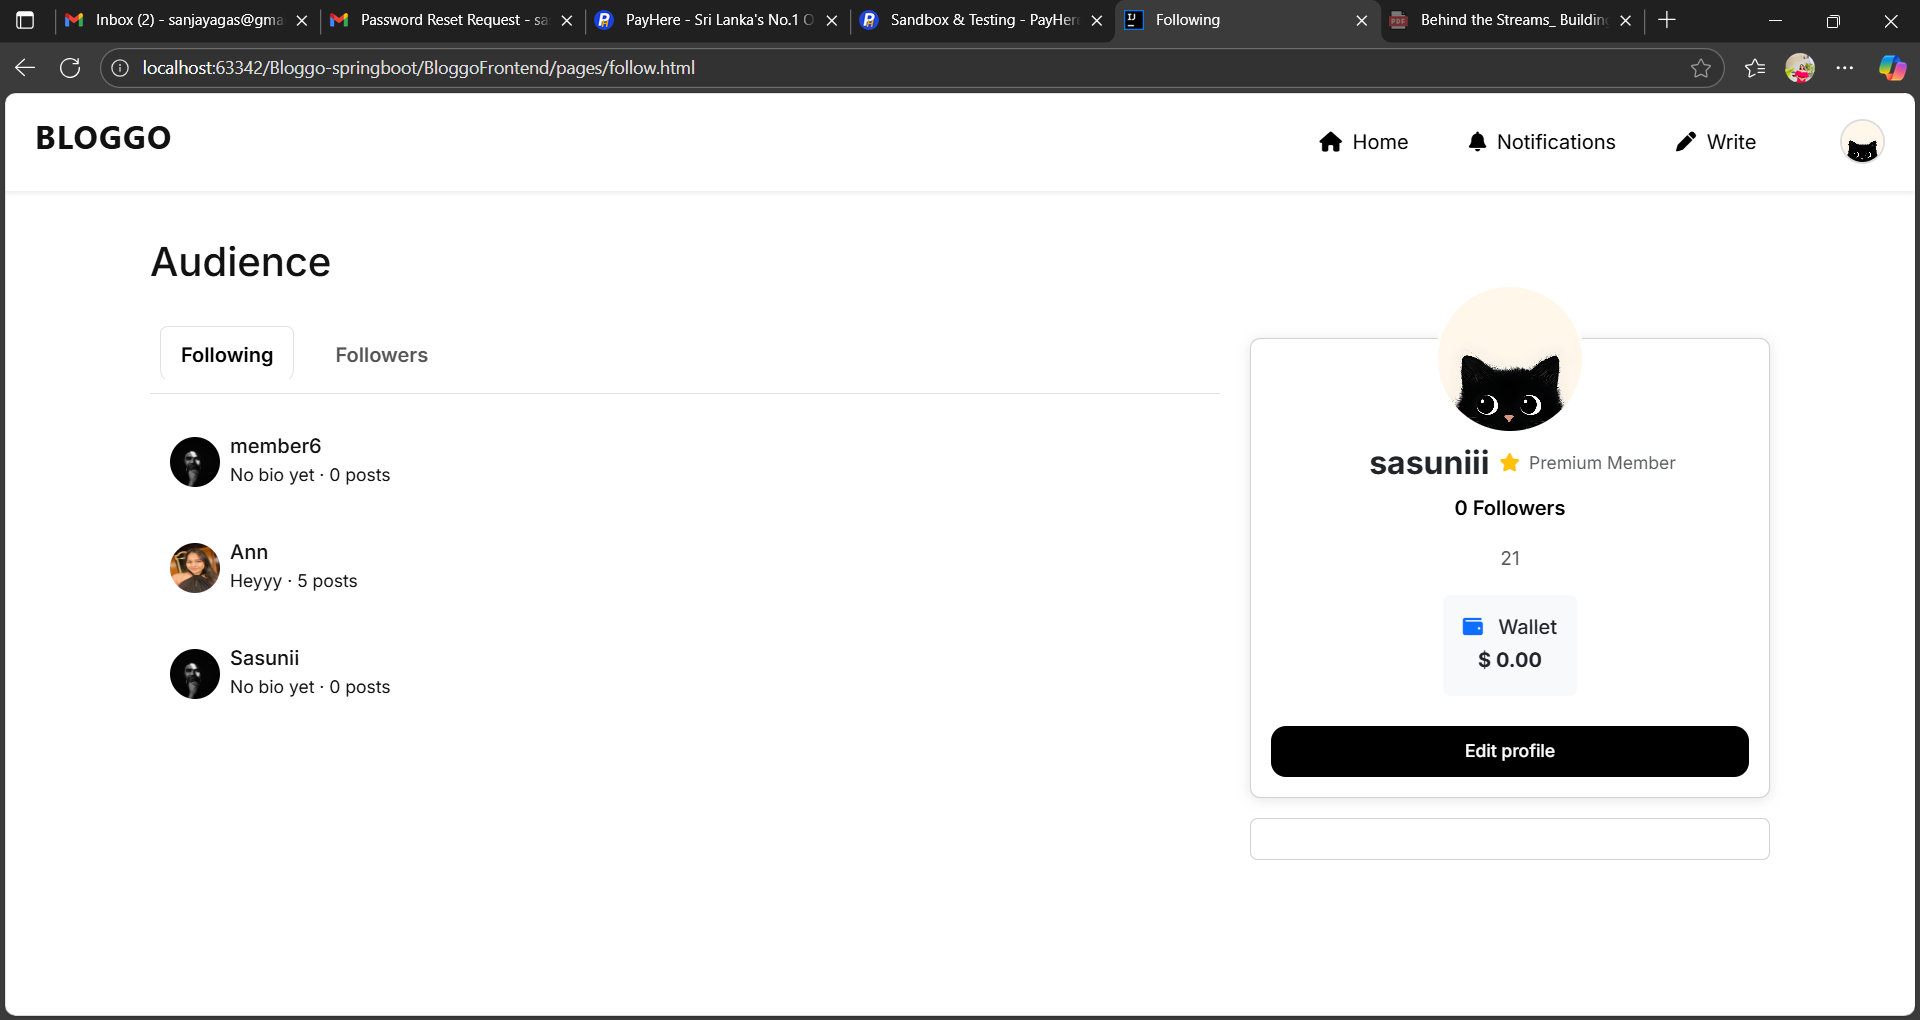 Inbox (2) - sanjayagas@gma
Password Reset Request - sa
PayHere - Sri Lanka's No.1 O
Sandbox & Testing - PayHere
Following
Behind the Streams_ Building
localhost:63342/Bloggo-springboot/BloggoFrontend/pages/follow.html
BLOGGO
Home
Notifications
Write
Audience
Following
Followers
member6
No bio yet · 0 posts
Ann
Heyyy · 5 posts
Sasunii
No bio yet · 0 posts
sasuniii
Premium Member
0 Followers
21
Wallet
$ 0.00
Edit profile